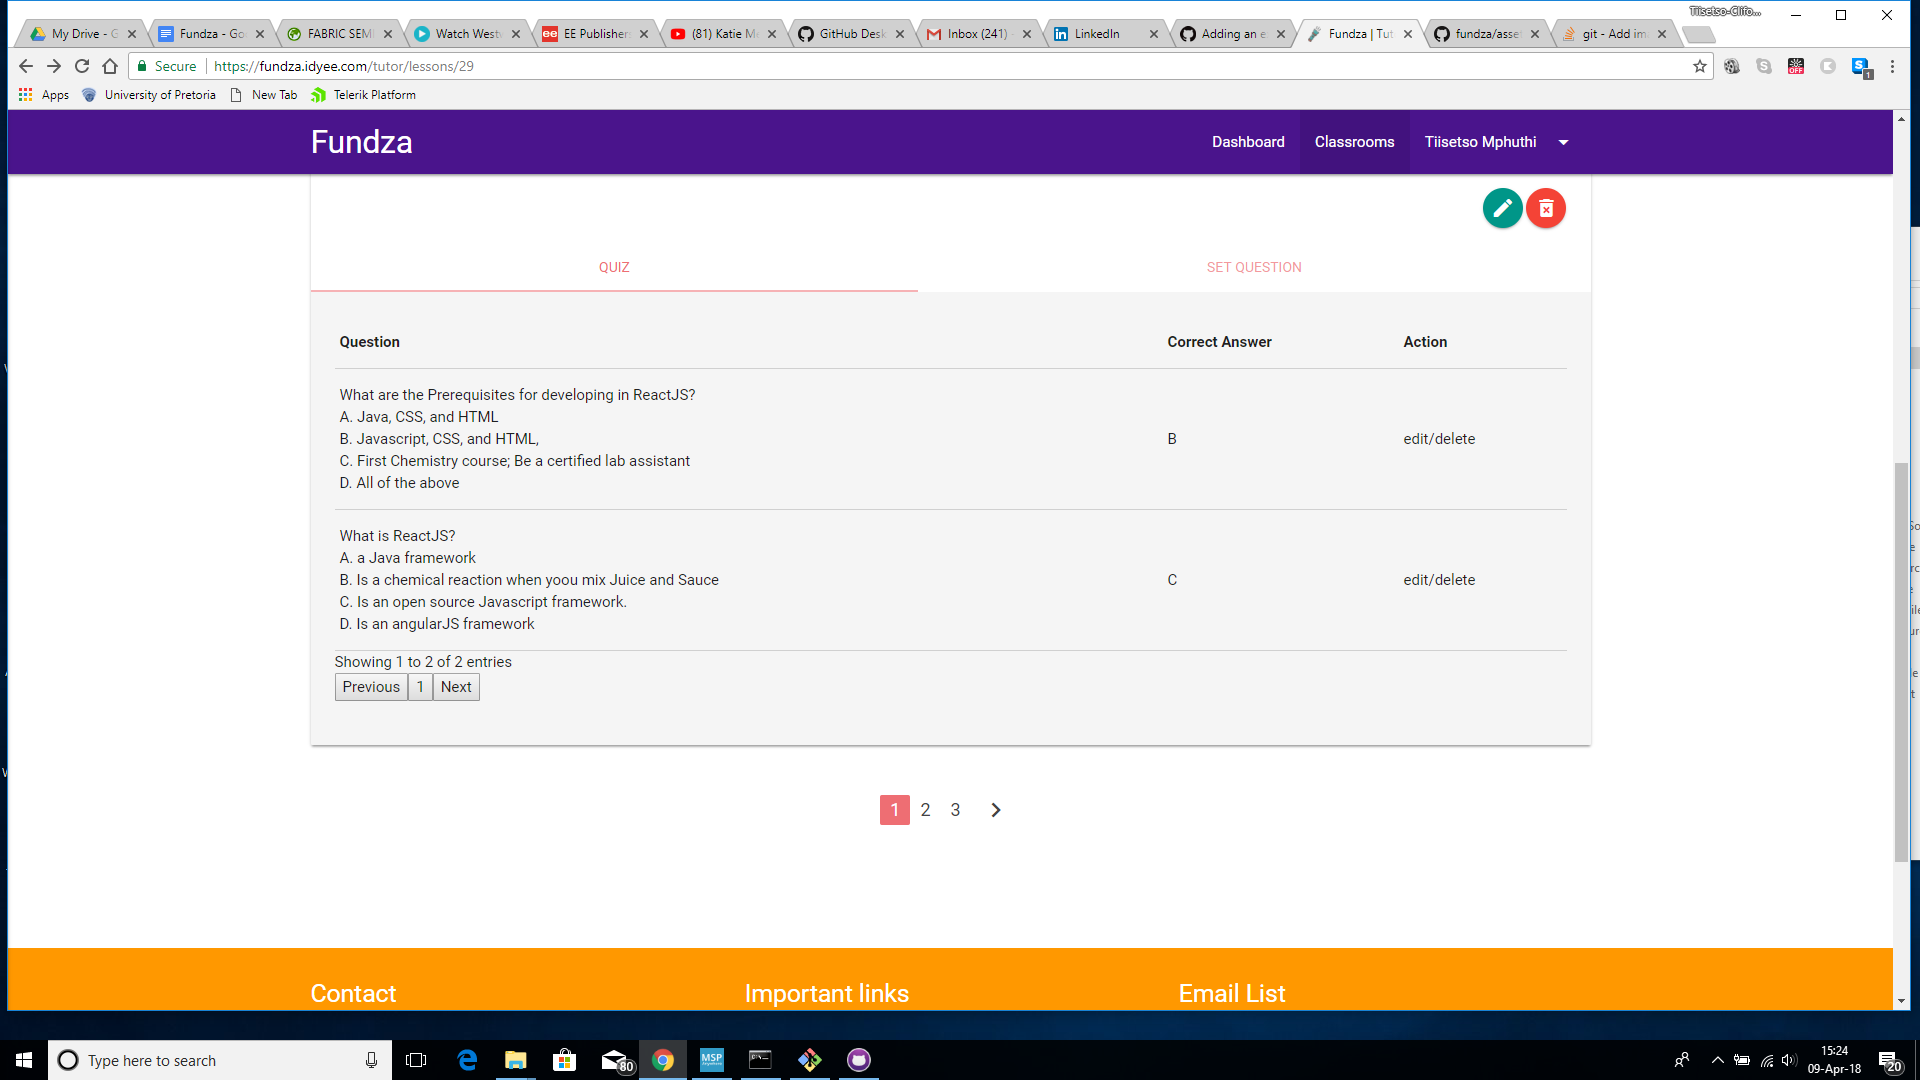 Tiisetso-Clifo...
My Drive - G
Fundza - Go
FABRIC SEM
Watch West
EE Publisher
(81) Katie M
GitHub Desk
Inbox (241)
LinkedIn
Adding an e
Fundza | Tut
fundza/asse
git - Add im
Secure
https://fundza.idyee.com/tutor/lessons/29
OFF
1
Apps
University of Pretoria
New Tab
Telerik Platform
Fundza
Dashboard
Classrooms
Tiisetso Mphuthi
QUIZ
SET QUESTION
Question
Correct Answer
Action
What are the Prerequisites for developing in ReactJS?
A. Java, CSS, and HTML
B. Javascript, CSS, and HTML,
C. First Chemistry course; Be a certified lab assistant
D. All of the above
B
edit/delete
What is ReactJS?
A. a Java framework
B. Is a chemical reaction when yoou mix Juice and Sauce
C. Is an open source Javascript framework.
D. Is an angularJS framework
C
edit/delete
Showing 1 to 2 of 2 entries
Previous 1 Next
1 2 3
Contact
Important links
Email List
Type here to search
80
MSP
15:24
09-Apr-18
20